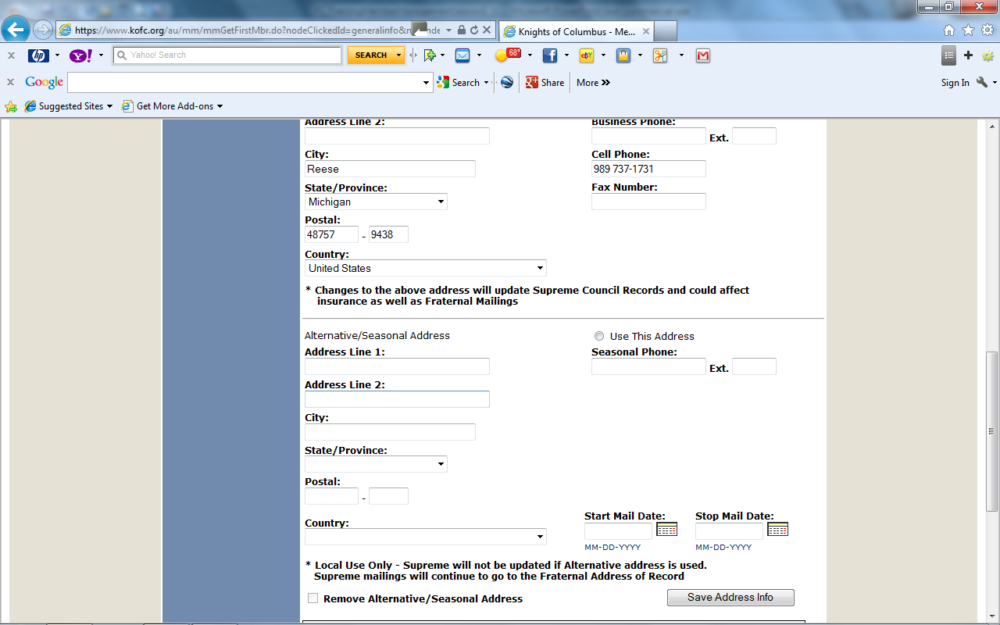 https://www.kofc.org/au/mm/mmGetFirstMbr.do?nodeClickedId=generalinfo&
Knights of Columbus - Me...
hp Y! Yahoo! Search SEARCH 68° f ebY M
Google Search Share More » Sign In
Suggested Sites Get More Add-ons
Address Line 2: Business Phone:
Ext.
City: Cell Phone:
Reese 989 737-1731
State/Province: Fax Number:
Michigan
Postal:
48757 - 9438
Country:
United States
* Changes to the above address will update Supreme Council Records and could affect
insurance as well as Fraternal Mailings
Alternative/Seasonal Address Use This Address
Address Line 1: Seasonal Phone:
Ext.
Address Line 2:
City:
State/Province:
Postal:
-
Country: Start Mail Date: Stop Mail Date:
MM-DD-YYYY MM-DD-YYYY
* Local Use Only - Supreme will not be updated if Alternative address is used.
Supreme mailings will continue to go to the Fraternal Address of Record
Remove Alternative/Seasonal Address Save Address Info